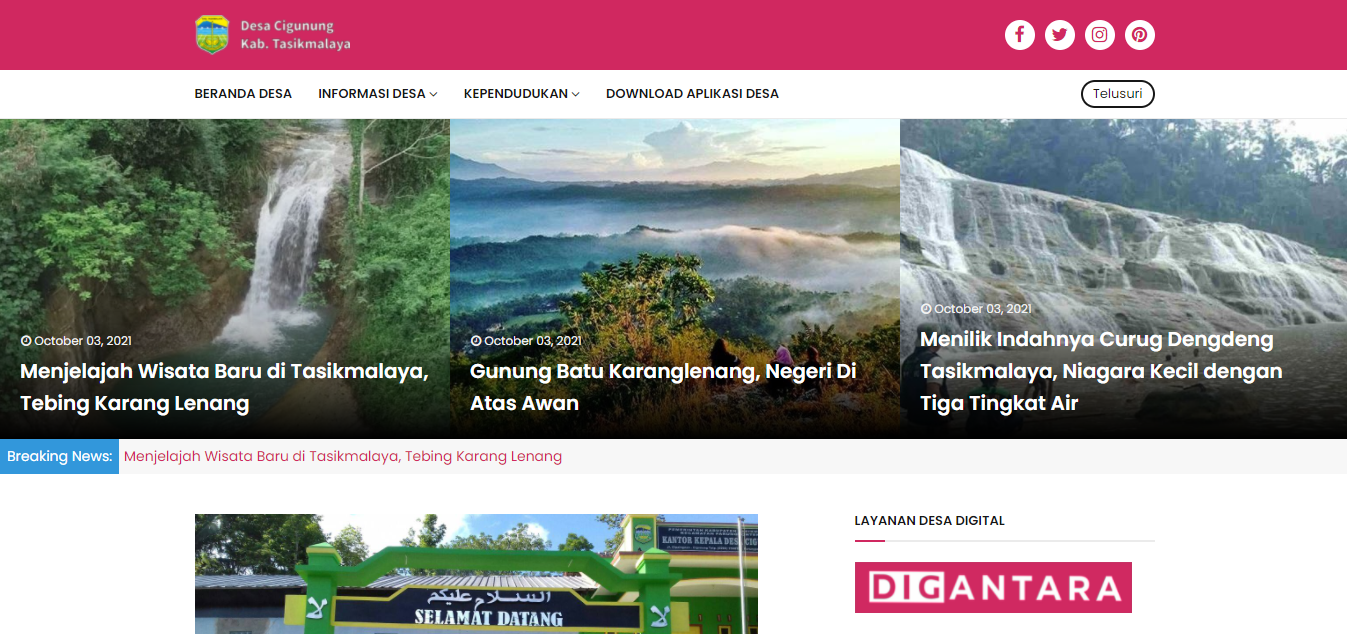 Desa Cigunung
Kab. Tasikmalaya
BERANDA DESA
INFORMASI DESA
KEPENDUDUKAN
DOWNLOAD APLIKASI DESA
Telusuri
October 03, 2021
Menjelajah Wisata Baru di Tasikmalaya,
Tebing Karang Lenang
October 03, 2021
Gunung Batu Karanglenang, Negeri Di
Atas Awan
October 03, 2021
Menilik Indahnya Curug Dengdeng
Tasikmalaya, Niagara Kecil dengan
Tiga Tingkat Air
Breaking News:
Menjelajah Wisata Baru di Tasikmalaya, Tebing Karang Lenang
KANTOR KEPALA DESA
السلام عليكم
SELAMAT DATANG
LAYANAN DESA DIGITAL
DIGANTARA